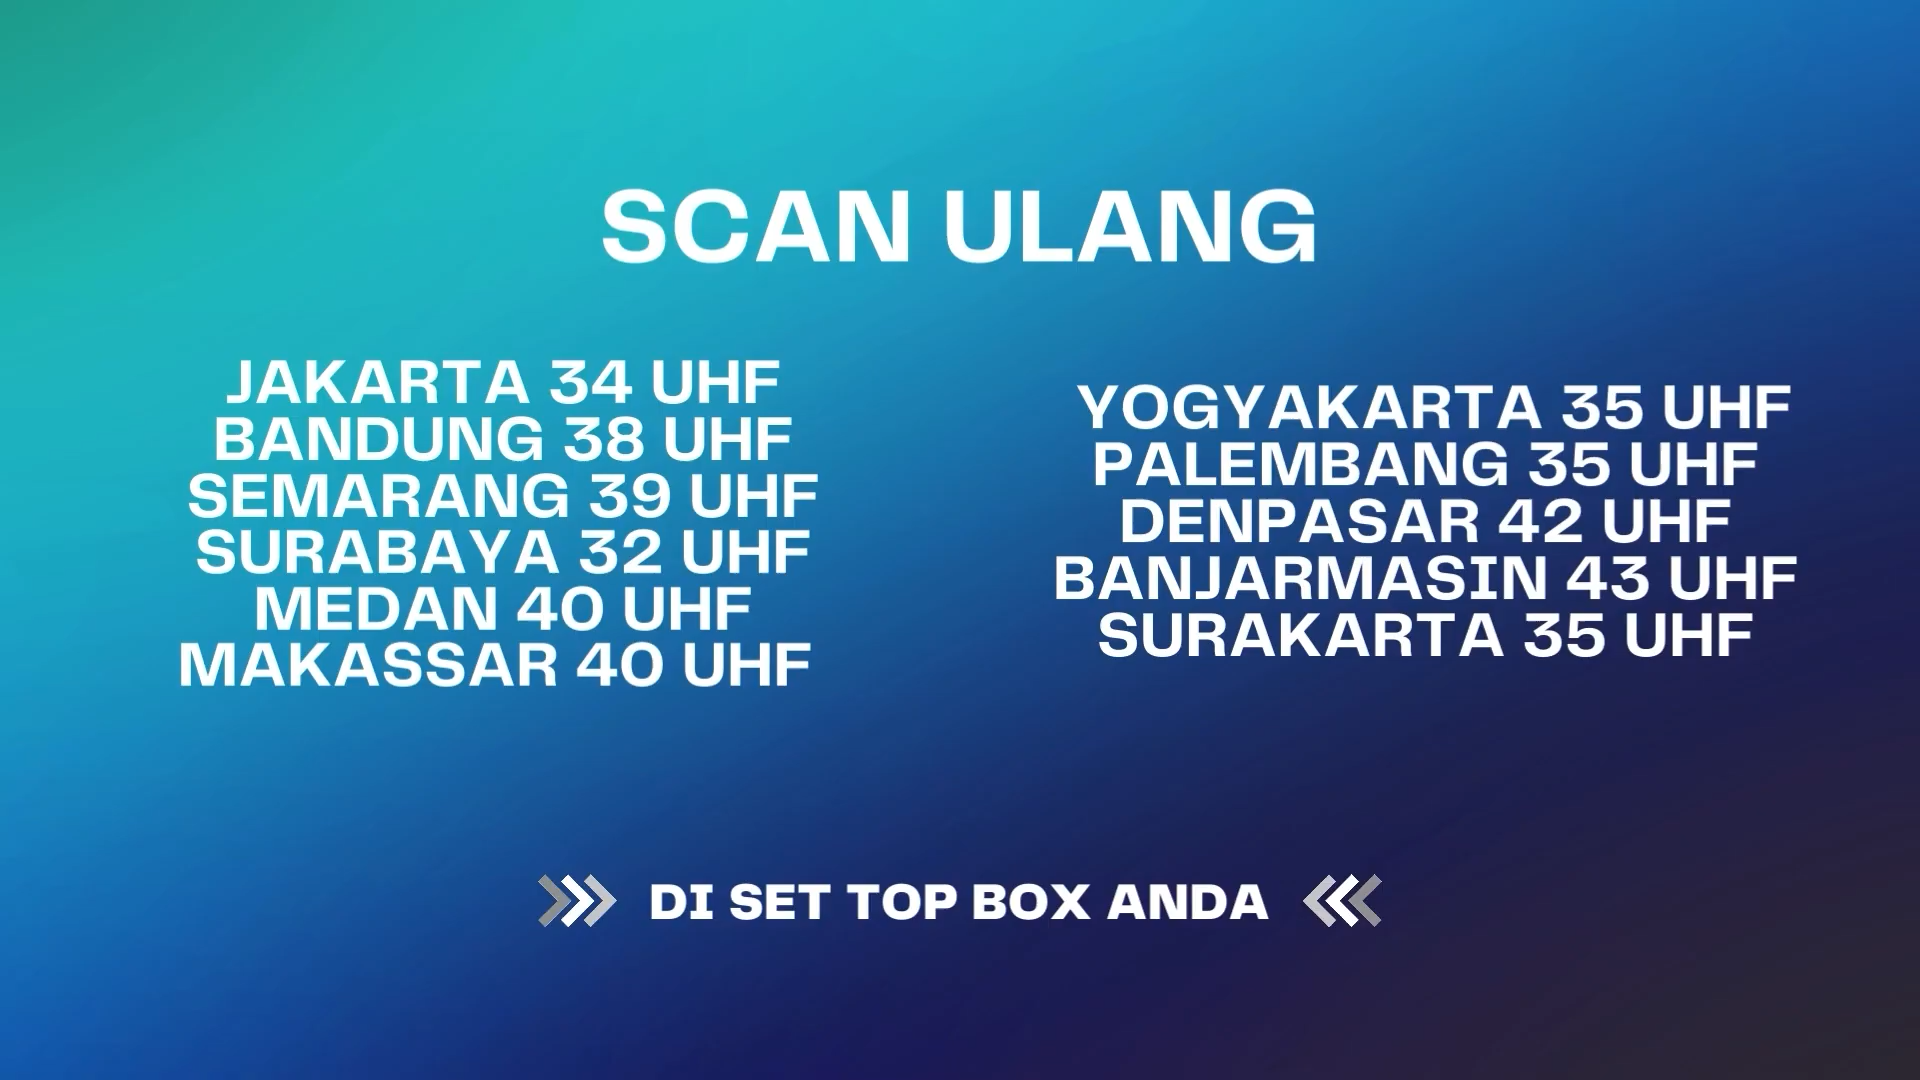 SCAN ULANG
JAKARTA 34 UHF
BANDUNG 38 UHF
SEMARANG 39 UHF
SURABAYA 32 UHF
MEDAN 40 UHF
MAKASSAR 40 UHF
YOGYAKARTA 35 UHF
PALEMBANG 35 UHF
DENPASAR 42 UHF
BANJARMASIN 43 UHF
SURAKARTA 35 UHF
DI SET TOP BOX ANDA